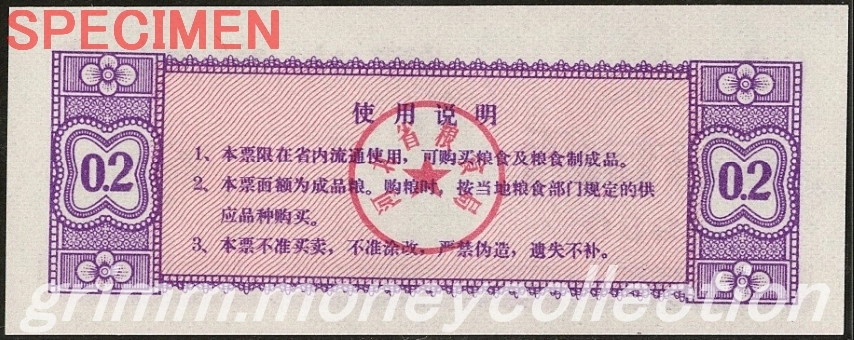 SPECIMEN
使用说明
1、本票限在省内流通使用，可购买粮食及粮食制成品。
2、本票面额为成品粮。购粮时，按当地粮食部门规定的供
应品种购买。
3、本票不准买卖，不准涂改，严禁伪造，遗失不补。
0.2
0.2
省粮食局
grimm.moneycollection